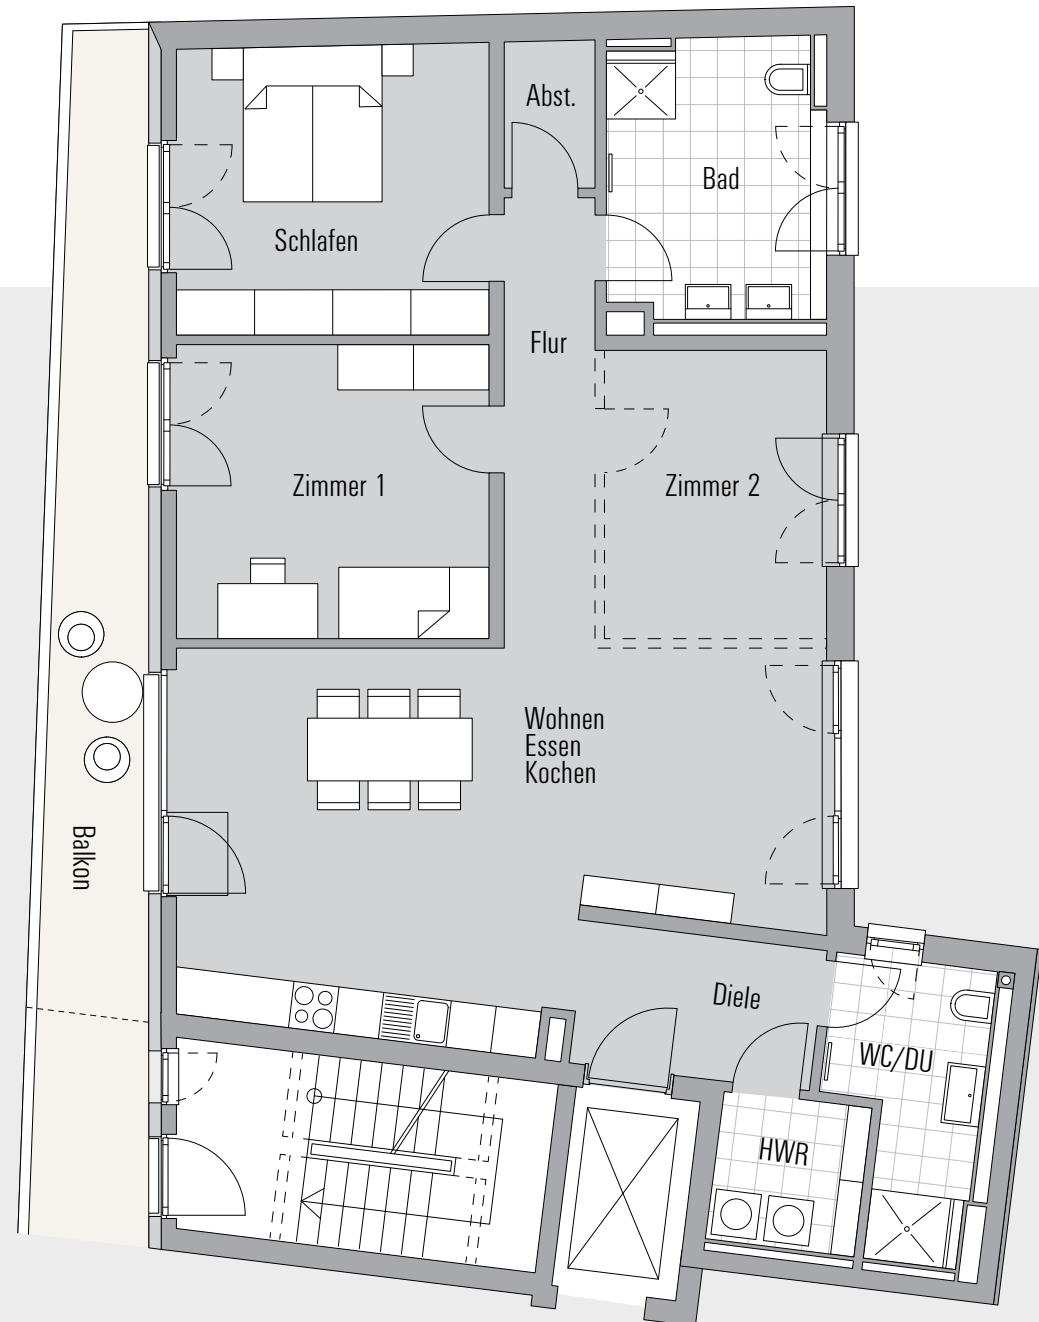 Abst.
Bad
Schlafen
Flur
Zimmer 1
Zimmer 2
Wohnen
Essen
Kochen
Balkon
Diele
WC/DU
HWR